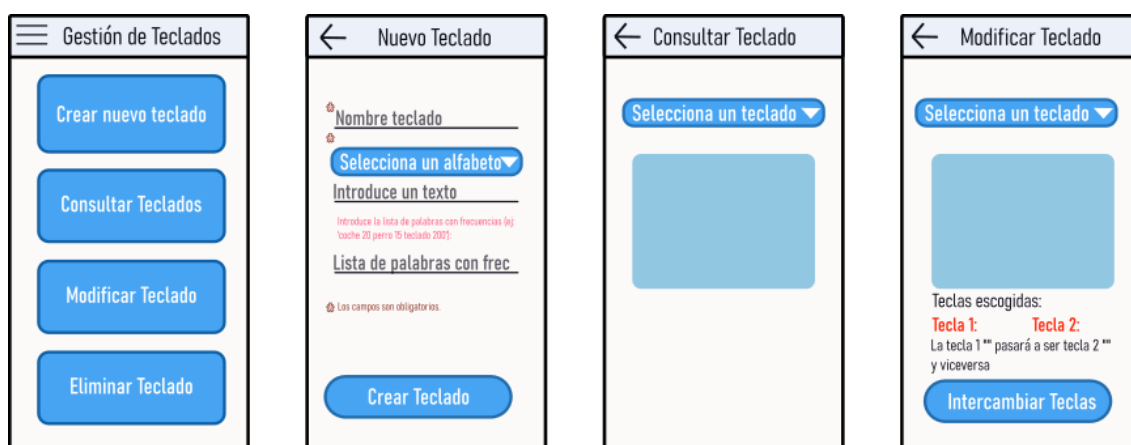 Gestión de Teclados
Crear nuevo teclado
Consultar Teclados
Modificar Teclado
Eliminar Teclado
Nuevo Teclado
Nombre teclado
Selecciona un alfabeto
Introduce un texto
Introduce la lista de palabras con frecuencias (ej:
'coche 20 perro 15 teclado 200'):
Lista de palabras con frec
Los campos son obligatorios.
Crear Teclado
Consultar Teclado
Selecciona un teclado
Modificar Teclado
Selecciona un teclado
Teclas escogidas:
Tecla 1: Tecla 2:
La tecla 1 "" pasará a ser tecla 2 ""
y viceversa
Intercambiar Teclas